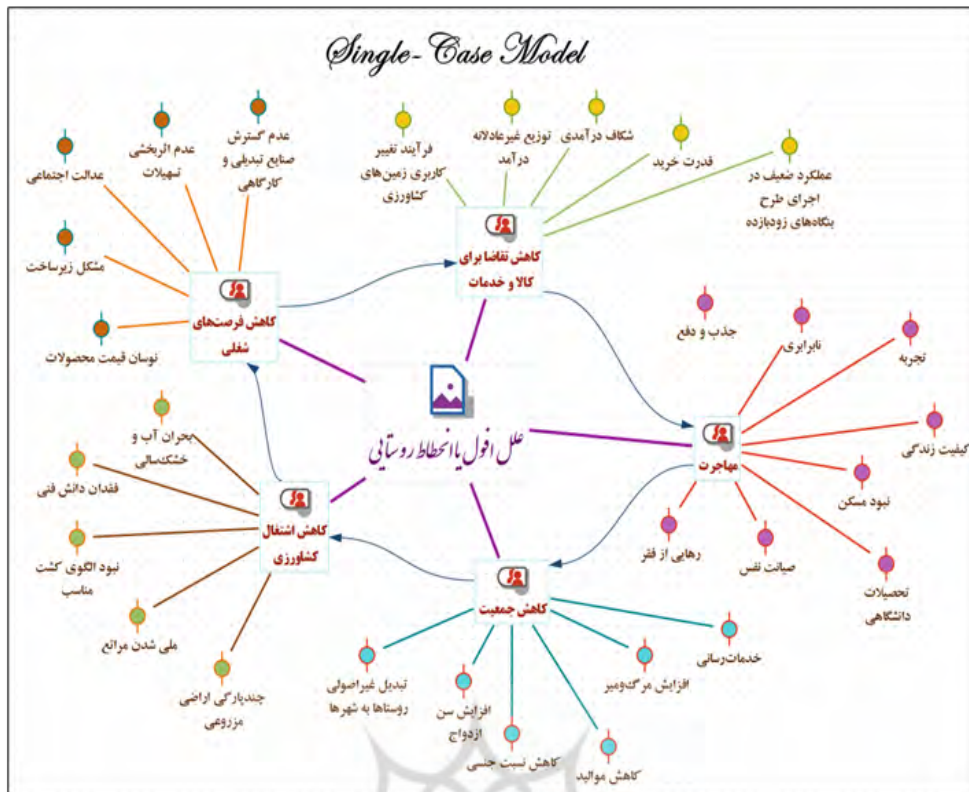 Single-Case Model
عدم گسترش
صنایع تبدیلی و
کارگاهی
عدم اثربخشی
تسهیلات
عدالت اجتماعی
مشکل زیرساخت
نوسان قیمت محصولات
کاهش فرصت‌های
شغلی
شکاف درآمدی
توزیع غیرعادلانه
درآمد
فرآیند تغییر
کاربری زمین‌های
کشاورزی
قدرت خرید
عملکرد ضعیف در
اجرای طرح
بنگاه‌های زودبازده
کاهش تقاضا برای
کالا و خدمات
جذب و دفع
نابرابری
تجربه
کیفیت زندگی
نبود مسکن
تحصیلات
دانشگاهی
صیانت نفس
رهایی از فقر
مهاجرت
علل افول یا انحطاط روستایی
بحران آب و
خشک‌سالی
فقدان دانش فنی
نبود الگوی کشت
مناسب
ملی شدن مراتع
چندپارگی اراضی
مزروعی
کاهش اشتغال
کشاورزی
کاهش جمعیت
خدمات‌رسانی
افزایش مرگ‌ومیر
کاهش موالید
کاهش نسبت جنسی
افزایش سن
ازدواج
تبدیل غیراصولی
روستاها به شهرها